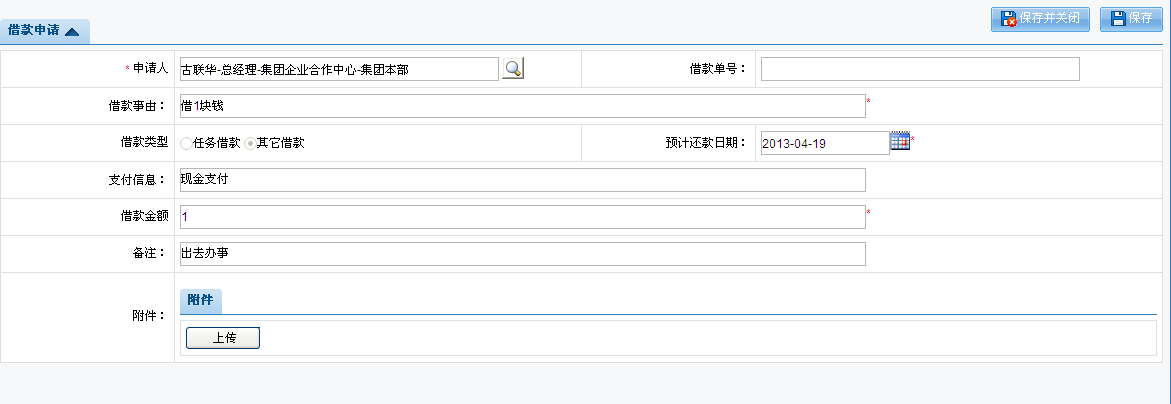 保存并关闭 保存
借款申请
*申请人 古联华-总经理-集团企业合作中心-集团本部 借款单号：
借款事由： 借1块钱 *
借款类型 任务借款 其它借款 预计还款日期： 2013-04-19 *
支付信息： 现金支付
借款金额 1 *
备注： 出去办事
附件
附件：
上传